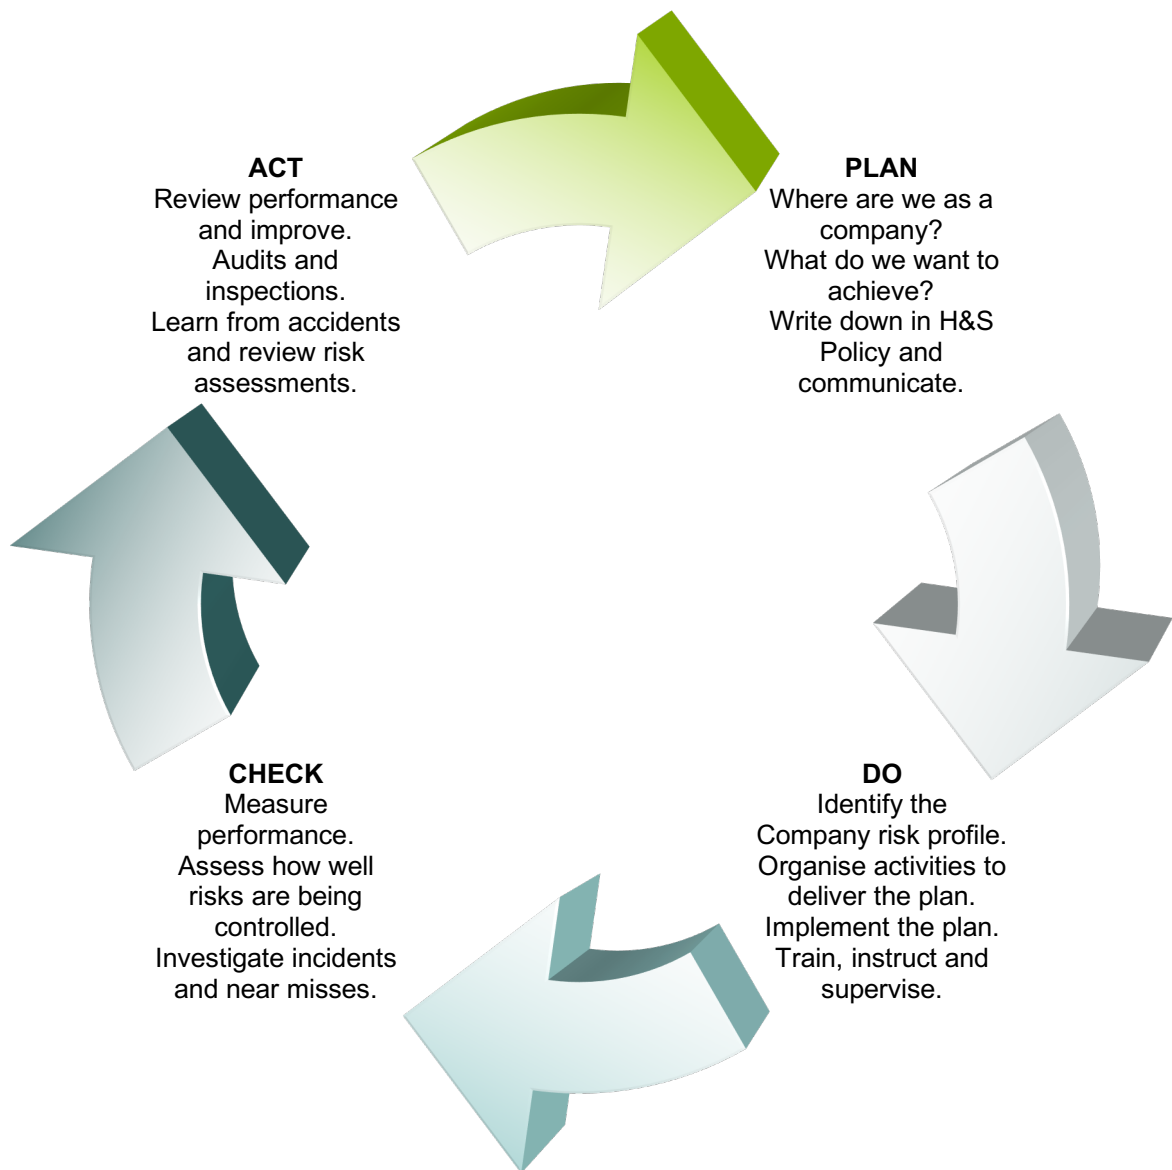 ACT
Review performance
and improve.
Audits and
inspections.
Learn from accidents
and review risk
assessments.
PLAN
Where are we as a
company?
What do we want to
achieve?
Write down in H&S
Policy and
communicate.
CHECK
Measure
performance.
Assess how well
risks are being
controlled.
Investigate incidents
and near misses.
DO
Identify the
Company risk profile.
Organise activities to
deliver the plan.
Implement the plan.
Train, instruct and
supervise.